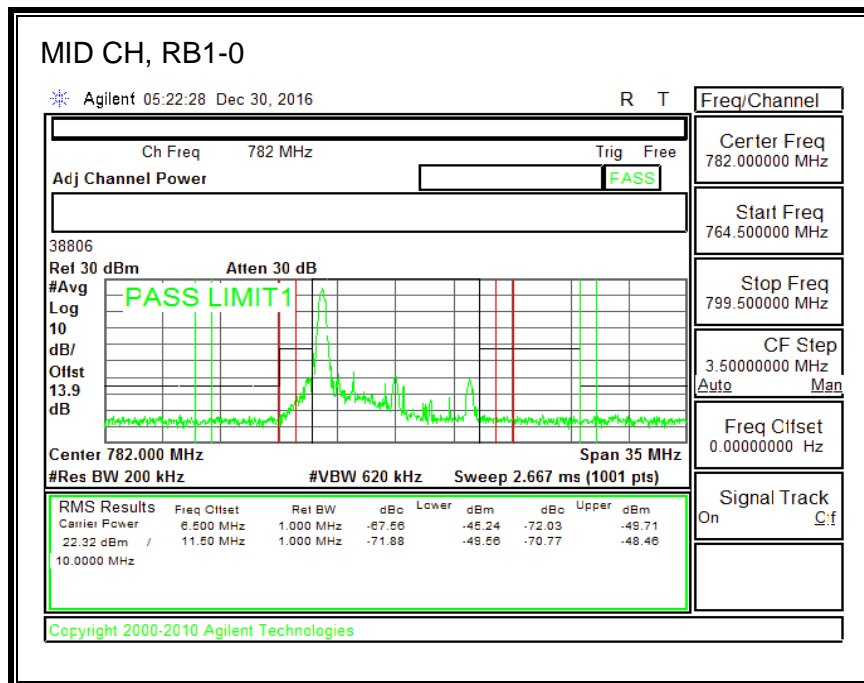 MID CH, RB1-0
Agilent 05:22:28 Dec 30, 2016 R T
Freq/Channel
Ch Freq 782 MHz Trig Free
Adj Channel Power PASS
Center Freq
782.000000 MHz
Start Freq
764.500000 MHz
Stop Freq
799.500000 MHz
CF Step
3.50000000 MHz
Auto Man
Freq Offset
0.00000000 Hz
Signal Track
On Off
38806
Ref 30 dBm Atten 30 dB
#Avg
Log
10
dB/
Offst
13.9
dB
PASS LIMIT1
Center 782.000 MHz Span 35 MHz
#Res BW 200 kHz #VBW 620 kHz Sweep 2.667 ms (1001 pts)
RMS Results Freq Offset Ref BW dBc Lower dBm dBc Upper dBm
Carrier Power 6.500 MHz 1.000 MHz -67.56 -45.24 -72.03 -49.71
22.32 dBm / 11.50 MHz 1.000 MHz -71.88 -49.56 -70.77 -48.46
10.0000 MHz
Copyright 2000-2010 Agilent Technologies